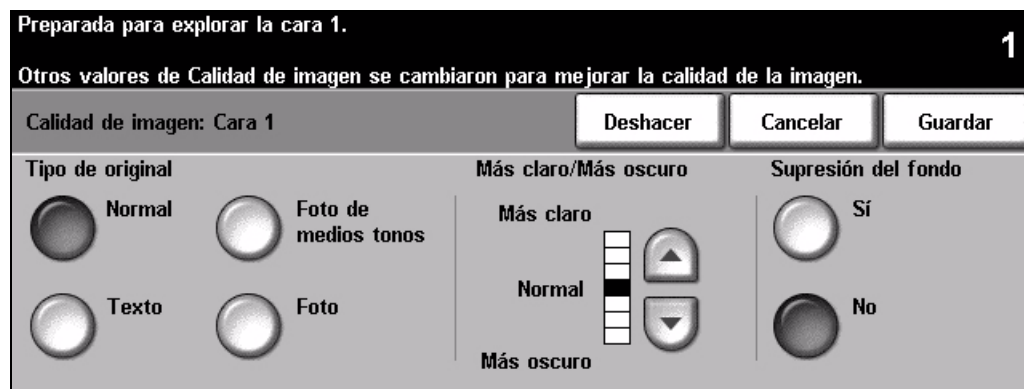 Preparada para explorar la cara 1.
1
Otros valores de Calidad de imagen se cambiaron para mejorar la calidad de la imagen.
Calidad de imagen: Cara 1
Deshacer
Cancelar
Guardar
Tipo de original
Normal
Foto de
medios tonos
Texto
Foto
Más claro/Más oscuro
Más claro
Normal
Más oscuro
Supresión del fondo
Sí
No